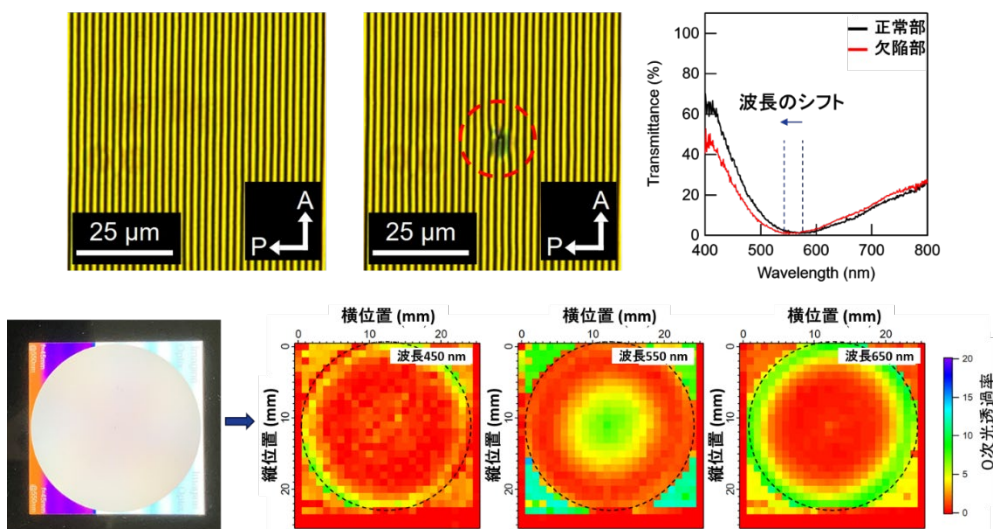 A
P
25 µm
A
P
25 µm
100
80
60
40
20
0
Transmittance (%)
正常部
欠陥部
波長のシフト
400 500 600 700 800
Wavelength (nm)
横位置 (mm)
0 10 20
波長450 nm
縦位置 (mm)
0
10
20
横位置 (mm)
0 10 20
波長550 nm
縦位置 (mm)
0
10
20
横位置 (mm)
0 10 20
波長650 nm
縦位置 (mm)
0
10
20
20
15
10
5
0
0次光透過率